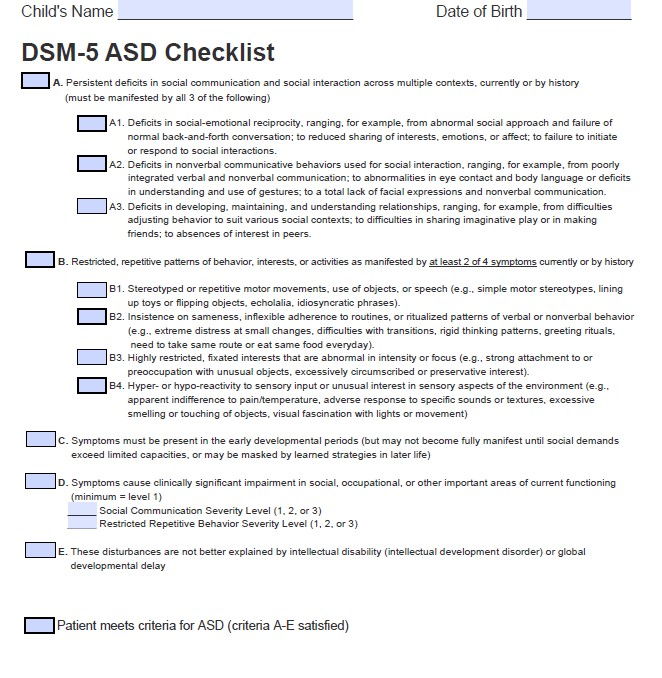 Child's Name Date of Birth
DSM-5 ASD Checklist
A. Persistent deficits in social communication and social interaction across multiple contexts, currently or by history
(must be manifested by all 3 of the following)
A1. Deficits in social-emotional reciprocity, ranging, for example, from abnormal social approach and failure of
normal back-and-forth conversation; to reduced sharing of interests, emotions, or affect; to failure to initiate
or respond to social interactions.
A2. Deficits in nonverbal communicative behaviors used for social interaction, ranging, for example, from poorly
integrated verbal and nonverbal communication; to abnormalities in eye contact and body language or deficits
in understanding and use of gestures; to a total lack of facial expressions and nonverbal communication.
A3. Deficits in developing, maintaining, and understanding relationships, ranging, for example, from difficulties
adjusting behavior to suit various social contexts; to difficulties in sharing imaginative play or in making
friends; to absences of interest in peers.
B. Restricted, repetitive patterns of behavior, interests, or activities as manifested by at least 2 of 4 symptoms currently or by history
B1. Stereotyped or repetitive motor movements, use of objects, or speech (e.g., simple motor stereotypes, lining
up toys or flipping objects, echolalia, idiosyncratic phrases).
B2. Insistence on sameness, inflexible adherence to routines, or ritualized patterns of verbal or nonverbal behavior
(e.g., extreme distress at small changes, difficulties with transitions, rigid thinking patterns, greeting rituals,
need to take same route or eat same food everyday).
B3. Highly restricted, fixated interests that are abnormal in intensity or focus (e.g., strong attachment to or
preoccupation with unusual objects, excessively circumscribed or preservative interest).
B4. Hyper- or hypo-reactivity to sensory input or unusual interest in sensory aspects of the environment (e.g.,
apparent indifference to pain/temperature, adverse response to specific sounds or textures, excessive
smelling or touching of objects, visual fascination with lights or movement)
C. Symptoms must be present in the early developmental periods (but may not become fully manifest until social demands
exceed limited capacities, or may be masked by learned strategies in later life)
D. Symptoms cause clinically significant impairment in social, occupational, or other important areas of current functioning
(minimum = level 1)
Social Communication Severity Level (1, 2, or 3)
Restricted Repetitive Behavior Severity Level (1, 2, or 3)
E. These disturbances are not better explained by intellectual disability (intellectual development disorder) or global
developmental delay
Patient meets criteria for ASD (criteria A-E satisfied)